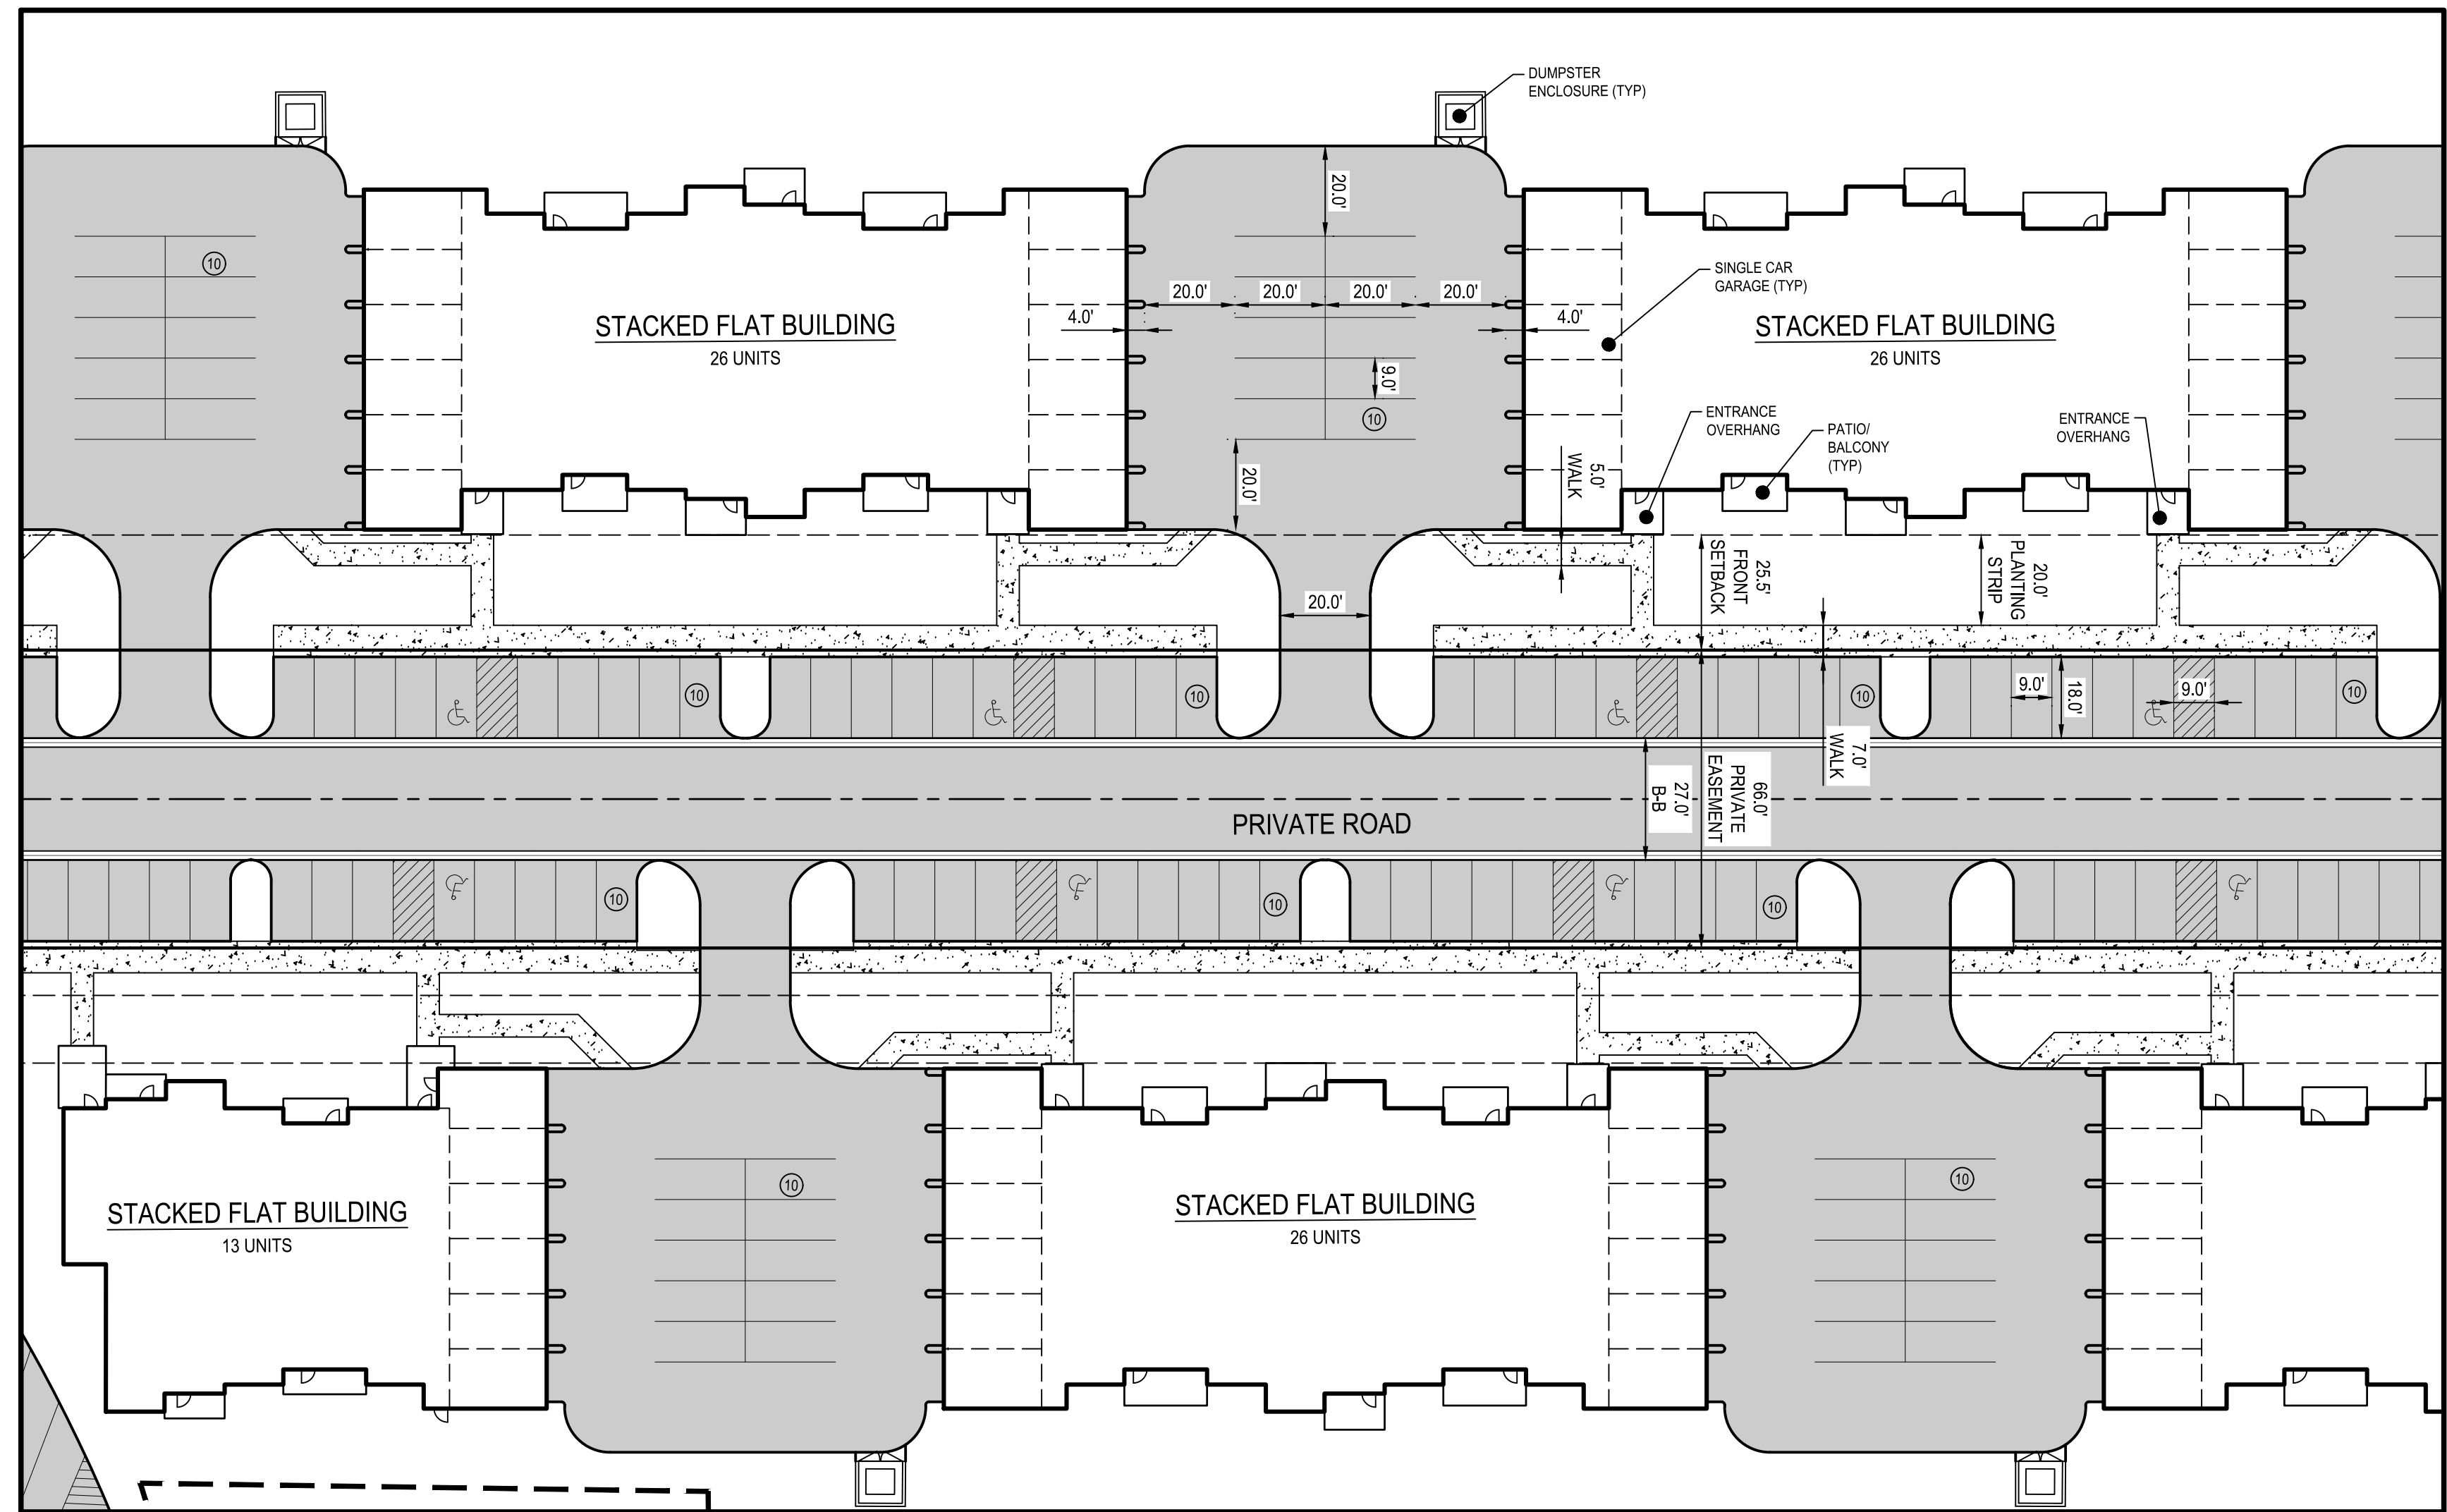 DUMPSTER
ENCLOSURE (TYP)
20.0'
10
SINGLE CAR
GARAGE (TYP)
20.0'
20.0'
20.0'
20.0'
4.0'
4.0'
STACKED FLAT BUILDING
26 UNITS
STACKED FLAT BUILDING
26 UNITS
9.0'
10
ENTRANCE
OVERHANG
PATIO/
BALCONY
(TYP)
ENTRANCE
OVERHANG
20.0'
5.0'
WALK
25.5'
FRONT
SETBACK
20.0'
PLANTING
STRIP
20.0'
10
10
10
9.0'
18.0'
9.0'
10
7.0'
WALK
66.0'
PRIVATE
EASEMENT
27.0'
B-B
PRIVATE ROAD
10
10
10
10
10
STACKED FLAT BUILDING
13 UNITS
STACKED FLAT BUILDING
26 UNITS